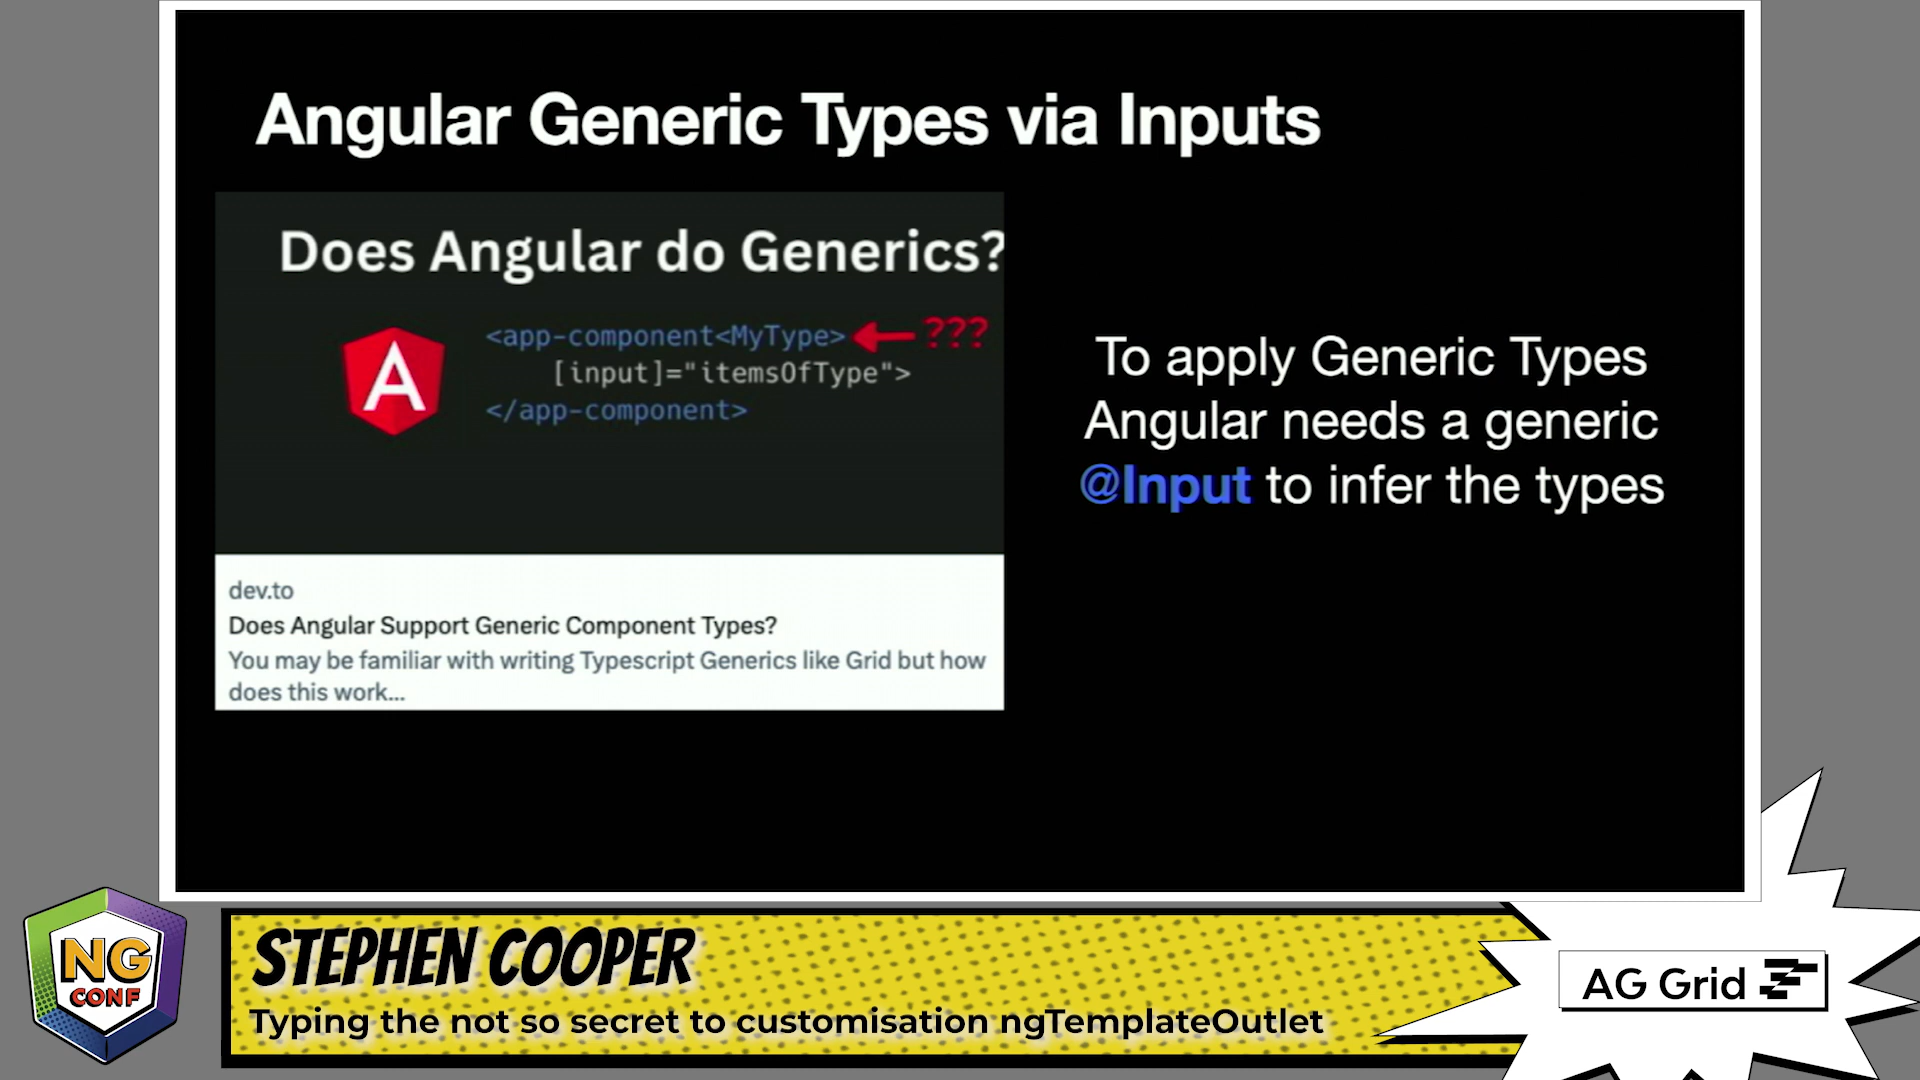 Angular Generic Types via Inputs
Does Angular do Generics?
<app-component<MyType> ???
[input]="itemsOfType">
</app-component>
A
dev.to
Does Angular Support Generic Component Types?
You may be familiar with writing Typescript Generics like Grid but how
does this work...
To apply Generic Types
Angular needs a generic
@Input to infer the types
NG
CONF
STEPHEN COOPER
Typing the not so secret to customisation ngTemplateOutlet
AG Grid